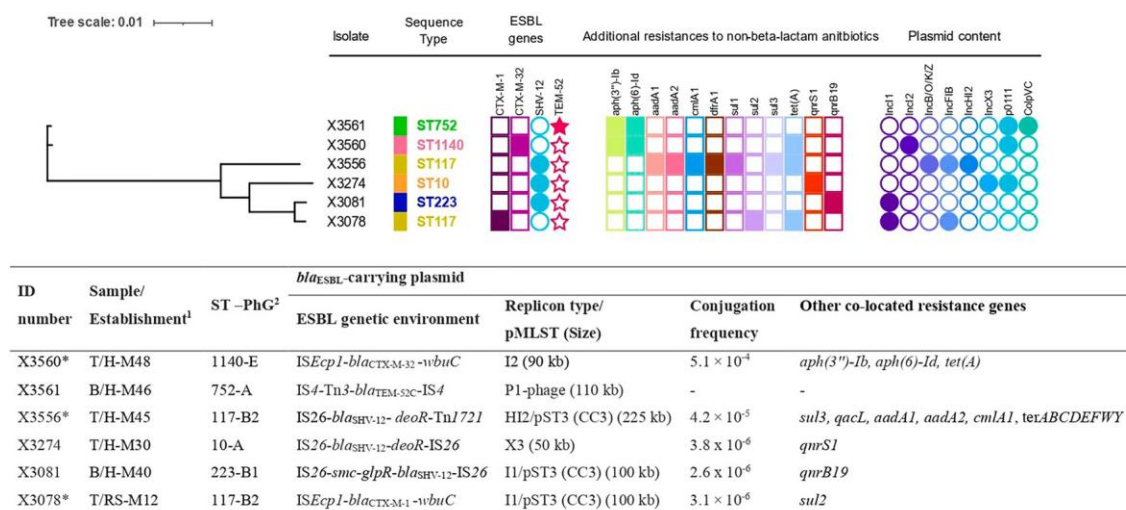 Tree scale: 0.01
Isolate
Sequence Type
ESBL genes
Additional resistances to non-beta-lactam anitbiotics
Plasmid content
CTX-M-1
CTX-M-32
SHV-12
TEM-52
aph(3")-Ib
aph(6)-Id
aadA1
aadA2
cmlA1
dfrA1
sul1
sul2
sul3
tet(A)
qnrS1
qnrB19
IncI1
IncI2
IncB/O/K/Z
IncFIB
IncHI2
IncX3
p0111
ColpVC
X3561 ST752
X3560 ST1140
X3556 ST117
X3274 ST10
X3081 ST223
X3078 ST117
blaESBL-carrying plasmid
ID number
Sample/ Establishment1
ST –PhG2
ESBL genetic environment
Replicon type/ pMLST (Size)
Conjugation frequency
Other co-located resistance genes
X3560* T/H-M48 1140-E ISEcp1-blaCTX-M-32 -wbuC I2 (90 kb) 5.1 × 10-4 aph(3")-Ib, aph(6)-Id, tet(A)
X3561 B/H-M46 752-A IS4-Tn3-blaTEM-52C-IS4 P1-phage (110 kb) - -
X3556* T/H-M45 117-B2 IS26-blaSHV-12- deoR-Tn1721 HI2/pST3 (CC3) (225 kb) 4.2 × 10-5 sul3, qacL, aadA1, aadA2, cmlA1, terABCDEFWY
X3274 T/H-M30 10-A IS26-blaSHV-12-deoR-IS26 X3 (50 kb) 3.8 x 10-6 qnrS1
X3081 B/H-M40 223-B1 IS26-smc-glpR-blaSHV-12-IS26 I1/pST3 (CC3) (100 kb) 2.6 × 10-6 qnrB19
X3078* T/RS-M12 117-B2 ISEcp1-blaCTX-M-1 -wbuC I1/pST3 (CC3) (100 kb) 3.1 × 10-6 sul2